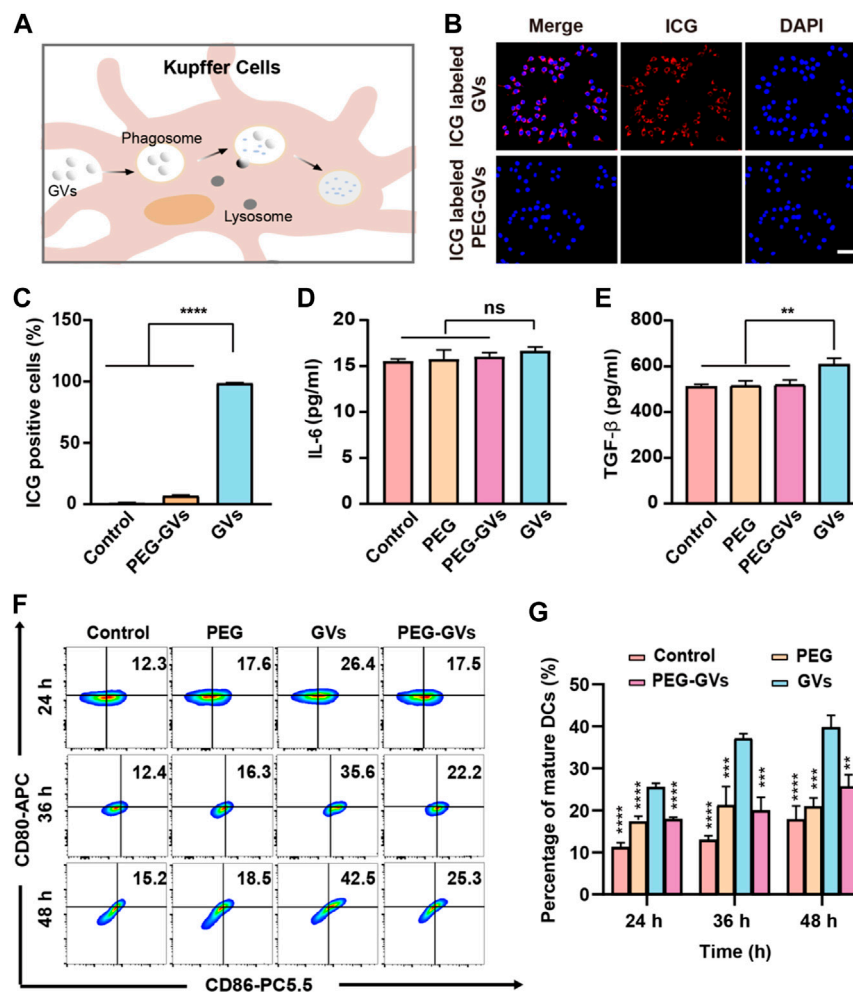 A
Kupffer Cells
Phagosome
GVs
Lysosome
B
Merge
ICG
DAPI
ICG labeled
GVs
ICG labeled
PEG-GVs
C
ICG positive cells (%)
150
100
50
0
****
Control
PEG-GVs
GVs
D
IL-6 (pg/ml)
20
15
10
5
0
ns
Control
PEG
PEG-GVs
GVs
E
TGF-β (pg/ml)
800
600
400
200
0
**
Control
PEG
PEG-GVs
GVs
F
Control PEG GVs PEG-GVs
24 h
12.3 17.6 26.4 17.5
36 h
12.4 16.3 35.6 22.2
48 h
15.2 18.5 42.5 25.3
CD80-APC
CD86-PC5.5
G
Control PEG
PEG-GVs GVs
Percentage of mature DCs (%)
50
40
30
20
10
0
**** **** ****
**** *** ***
**** *** **
24 h 36 h 48 h
Time (h)